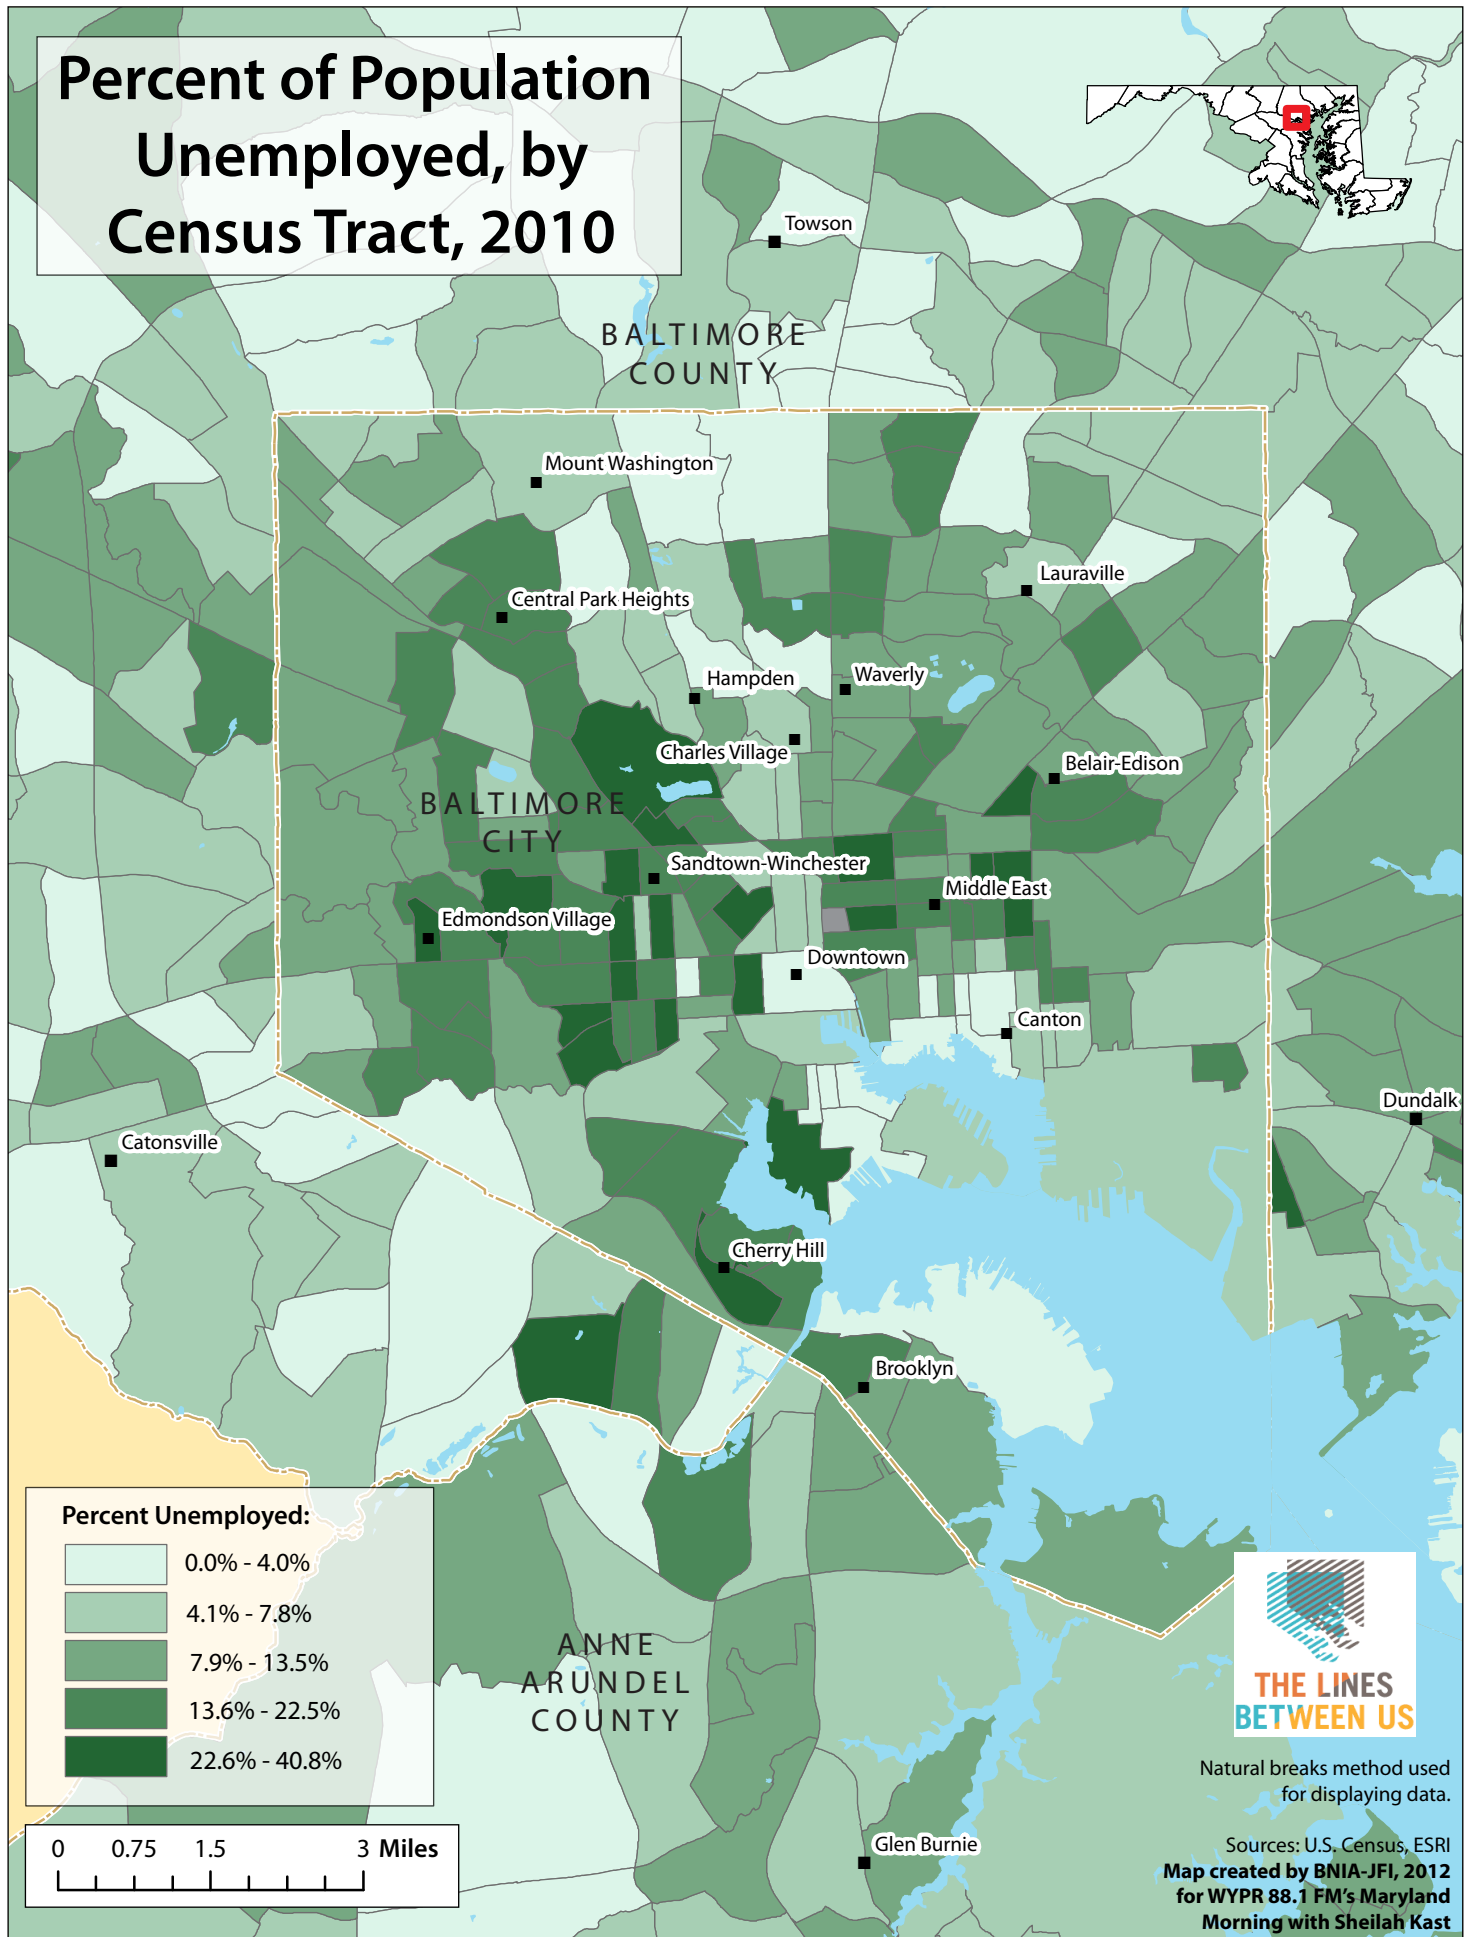 Percent of Population
Unemployed, by
Census Tract, 2010
Towson
BALTIMORE
COUNTY
Mount Washington
Lauraville
Central Park Heights
Hampden
Waverly
Charles Village
Belair-Edison
BALTIMORE
CITY
Sandtown-Winchester
Middle East
Edmondson Village
Downtown
Canton
Dundalk
Catonsville
Cherry Hill
Brooklyn
Percent Unemployed:
0.0% - 4.0%
4.1% - 7.8%
7.9% - 13.5%
13.6% - 22.5%
22.6% - 40.8%
ANNE
ARUNDEL
COUNTY
THE LINES
BETWEEN US
Natural breaks method used
for displaying data.
0 0.75 1.5 3 Miles
Glen Burnie
Sources: U.S. Census, ESRI
Map created by BNIA-JFI, 2012
for WYPR 88.1 FM's Maryland
Morning with Sheilah Kast